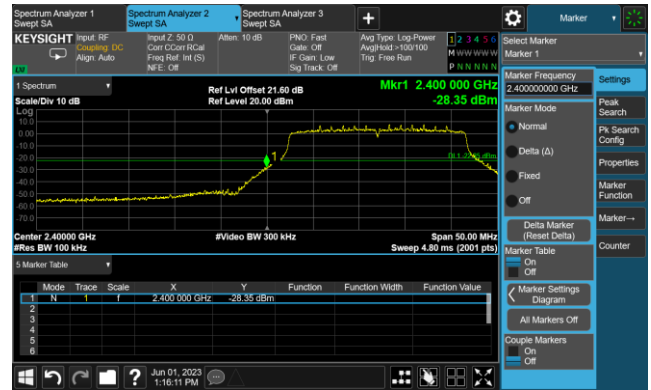 Spectrum Analyzer 1
Swept SA
Spectrum Analyzer 2
Swept SA
Spectrum Analyzer 3
Swept SA
+
Marker
KEYSIGHT
Input: RF
Coupling: DC
Align: Auto
Input Z: 50 Ω
Corr CCorr RCal
Freq Ref: Int (S)
NFE: Off
Atten: 10 dB
PNO: Fast
Gate: Off
IF Gain: Low
Sig Track: Off
Avg Type: Log-Power
Avg|Hold:>100/100
Trig: Free Run
1 2 3 4 5 6
M W W W W W
P N N N N N
Select Marker
Marker 1
1 Spectrum
Scale/Div 10 dB
Log
Ref Lvl Offset 21.60 dB
Ref Level 20.00 dBm
Mkr1 2.400 000 GHz
-28.35 dBm
10.0
0.00
-10.0
-20.0
-30.0
-40.0
-50.0
-60.0
-70.0
1
Center 2.40000 GHz
#Res BW 100 kHz
#Video BW 300 kHz
Span 50.00 MHz
Sweep 4.80 ms (2001 pts)
5 Marker Table
Mode Trace Scale X Y Function Function Width Function Value
1 N 1 f 2.400 000 GHz -28.35 dBm
2
3
4
5
6
Marker Frequency
2.400000000 GHz
Marker Mode
Normal
Delta (Δ)
Fixed
Off
Delta Marker
(Reset Delta)
Marker Table
On
Off
Marker Settings
Diagram
All Markers Off
Couple Markers
On
Off
Settings
Peak
Search
Pk Search
Config
Properties
Marker
Function
Marker→
Counter
?
Jun 01, 2023
1:16:11 PM